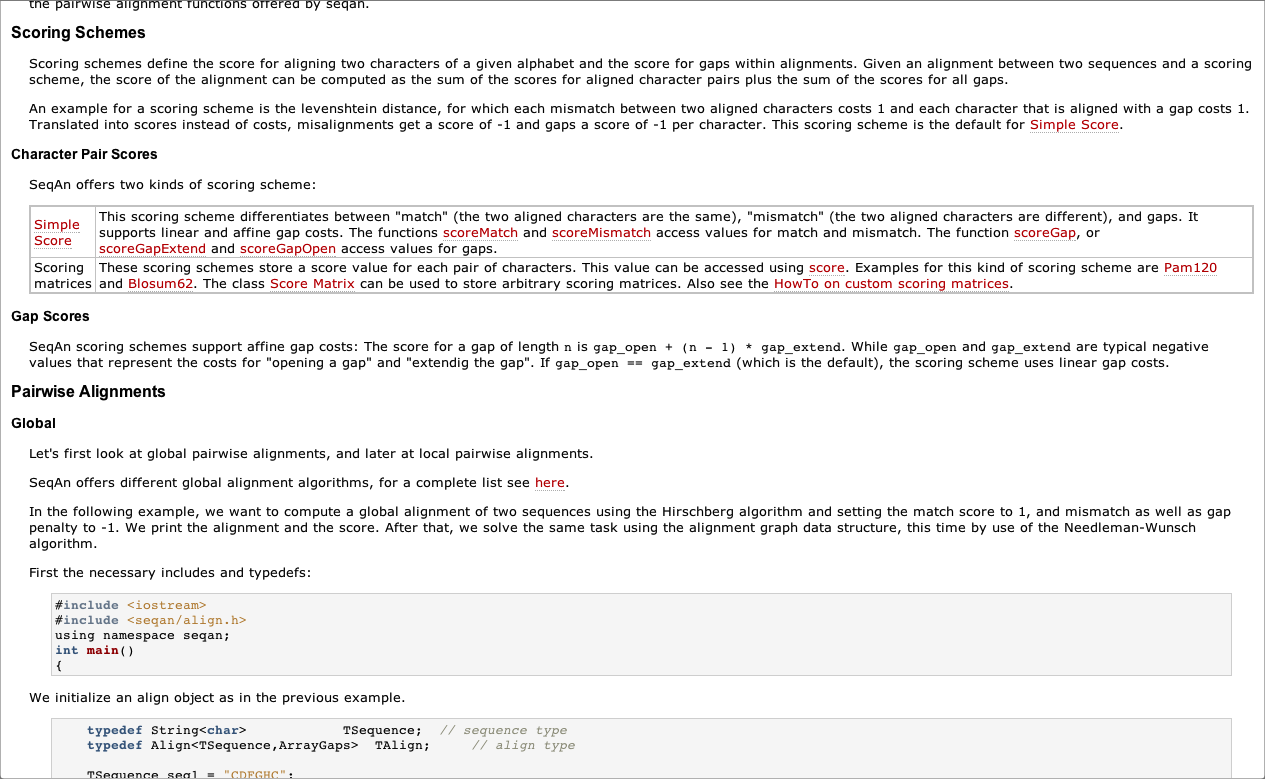 the pairwise alignment functions offered by seqan.
Scoring Schemes
Scoring schemes define the score for aligning two characters of a given alphabet and the score for gaps within alignments. Given an alignment between two sequences and a scoring
scheme, the score of the alignment can be computed as the sum of the scores for aligned character pairs plus the sum of the scores for all gaps.
An example for a scoring scheme is the levenshtein distance, for which each mismatch between two aligned characters costs 1 and each character that is aligned with a gap costs 1.
Translated into scores instead of costs, misalignments get a score of -1 and gaps a score of -1 per character. This scoring scheme is the default for Simple Score.
Character Pair Scores
SeqAn offers two kinds of scoring scheme:
Simple
Score
This scoring scheme differentiates between "match" (the two aligned characters are the same), "mismatch" (the two aligned characters are different), and gaps. It
supports linear and affine gap costs. The functions scoreMatch and scoreMismatch access values for match and mismatch. The function scoreGap, or
scoreGapExtend and scoreGapOpen access values for gaps.
Scoring
matrices
These scoring schemes store a score value for each pair of characters. This value can be accessed using score. Examples for this kind of scoring scheme are Pam120
and Blosum62. The class Score Matrix can be used to store arbitrary scoring matrices. Also see the HowTo on custom scoring matrices.
Gap Scores
SeqAn scoring schemes support affine gap costs: The score for a gap of length n is gap_open + (n - 1) * gap_extend. While gap_open and gap_extend are typical negative
values that represent the costs for "opening a gap" and "extendig the gap". If gap_open == gap_extend (which is the default), the scoring scheme uses linear gap costs.
Pairwise Alignments
Global
Let's first look at global pairwise alignments, and later at local pairwise alignments.
SeqAn offers different global alignment algorithms, for a complete list see here.
In the following example, we want to compute a global alignment of two sequences using the Hirschberg algorithm and setting the match score to 1, and mismatch as well as gap
penalty to -1. We print the alignment and the score. After that, we solve the same task using the alignment graph data structure, this time by use of the Needleman-Wunsch
algorithm.
First the necessary includes and typedefs:
#include <iostream>
#include <seqan/align.h>
using namespace seqan;
int main()
{
We initialize an align object as in the previous example.
typedef String<char> TSequence; // sequence type
typedef Align<TSequence,ArrayGaps> TAlign; // align type
TSequence seq1 = "CDFGHC";